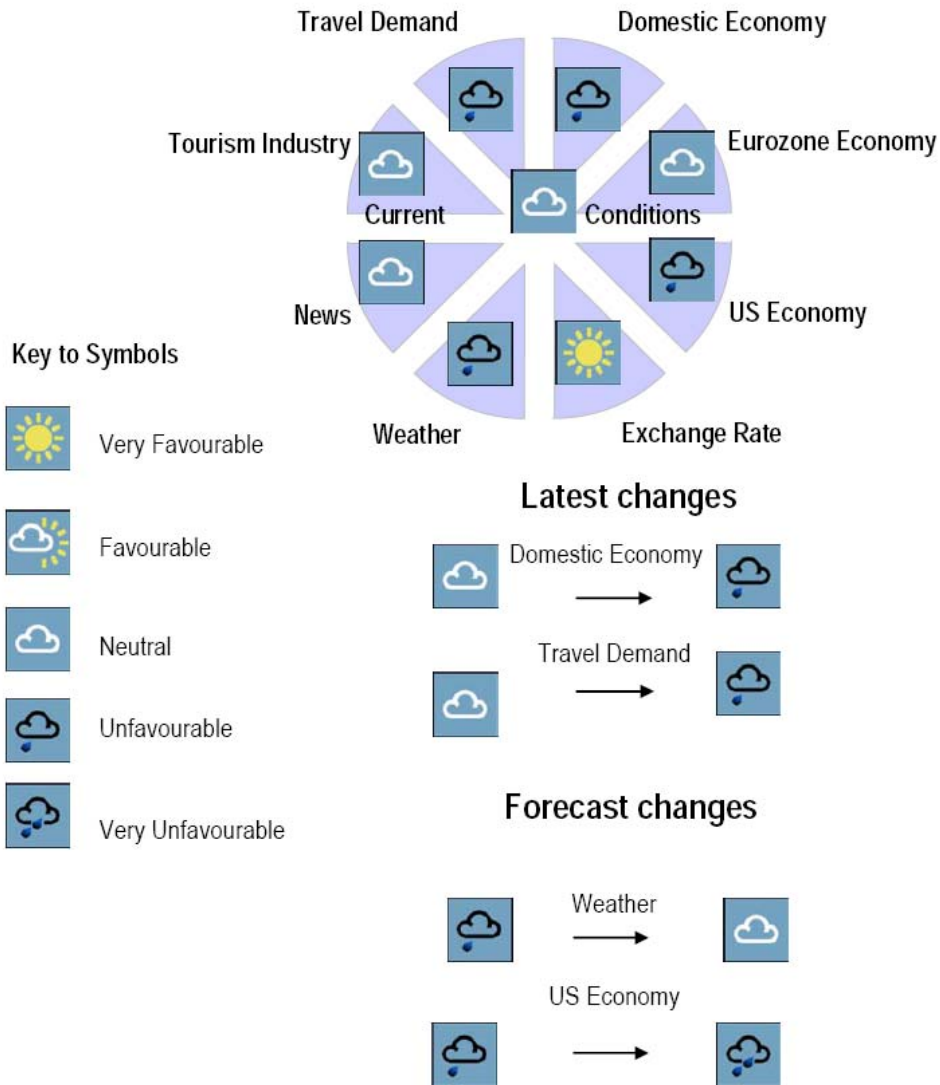 Travel Demand
Domestic Economy
Tourism Industry
Eurozone Economy
Current
Conditions
News
US Economy
Weather
Exchange Rate
Key to Symbols
Very Favourable
Favourable
Neutral
Unfavourable
Very Unfavourable
Latest changes
Domestic Economy
Travel Demand
Forecast changes
Weather
US Economy